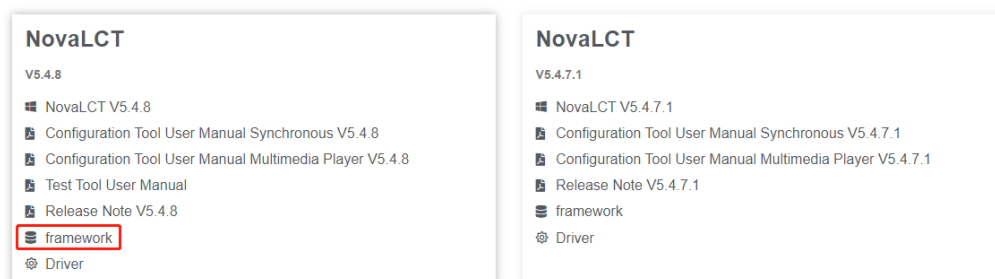 NovaLCT
V5.4.8
NovaLCT V5.4.8
Configuration Tool User Manual Synchronous V5.4.8
Configuration Tool User Manual Multimedia Player V5.4.8
Test Tool User Manual
Release Note V5.4.8
framework
Driver
NovaLCT
V5.4.7.1
NovaLCT V5.4.7.1
Configuration Tool User Manual Synchronous V5.4.7.1
Configuration Tool User Manual Multimedia Player V5.4.7.1
Release Note V5.4.7.1
framework
Driver